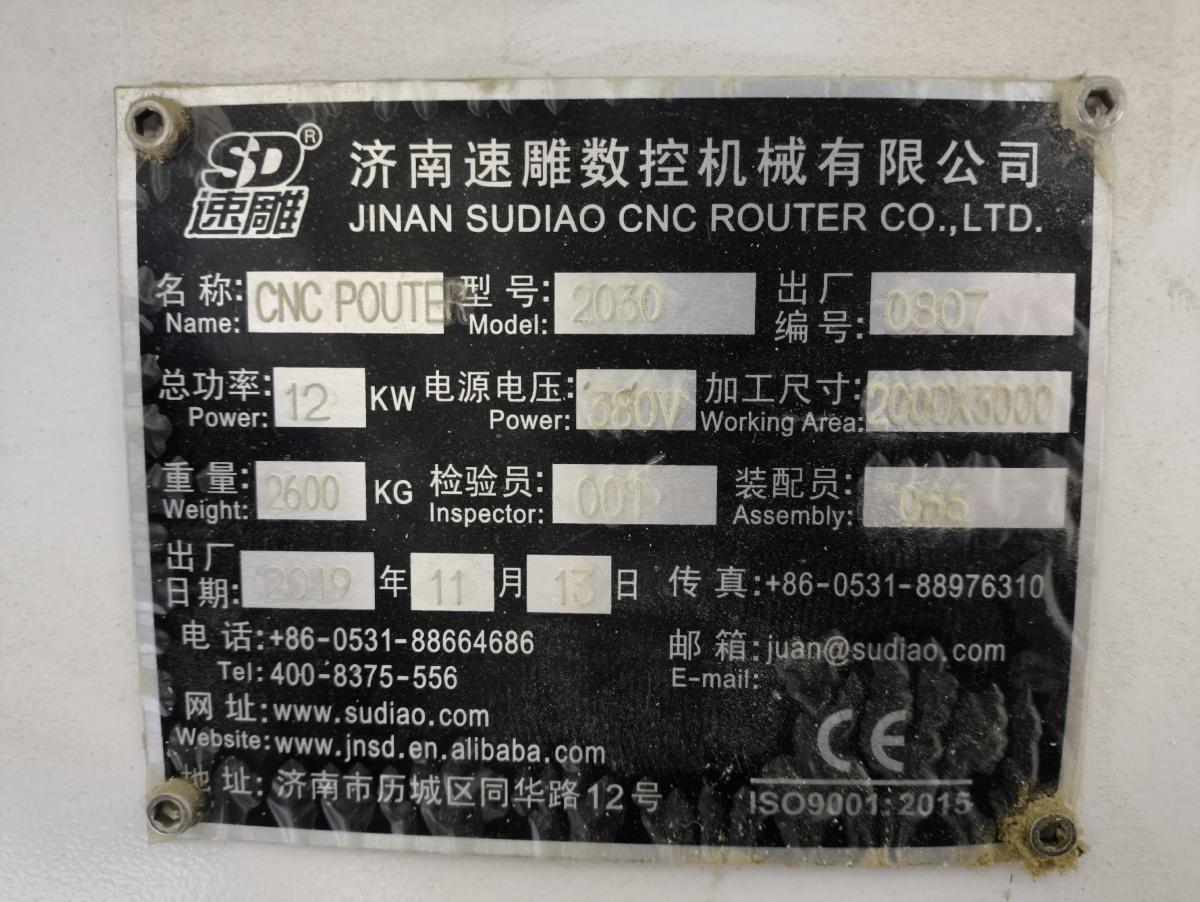 SD®
速雕
济南速雕数控机械有限公司
JINAN SUDIAO CNC ROUTER CO.,LTD.
名 称: CNC POUTER 型 号: 2030 出厂 0807
Name: Model: 编号:
总功率: 12 KW 电源电压: 380V 加工尺寸: 2000X3000
Power: Power: Working Area:
重 量: 2600 KG 检验员: 001 装配员: 066
Weight: Inspector: Assembly:
出厂 2019 年 11 月 13 日 传 真:+86-0531-88976310
日期:
电 话:+86-0531-88664686 邮 箱:juan@sudiao.com
Tel:400-8375-556 E-mail:
网 址:www.sudiao.com
Website:www.jnsd.en.alibaba.com CE
地 址: 济南市历城区同华路12号 ISO9001:2015